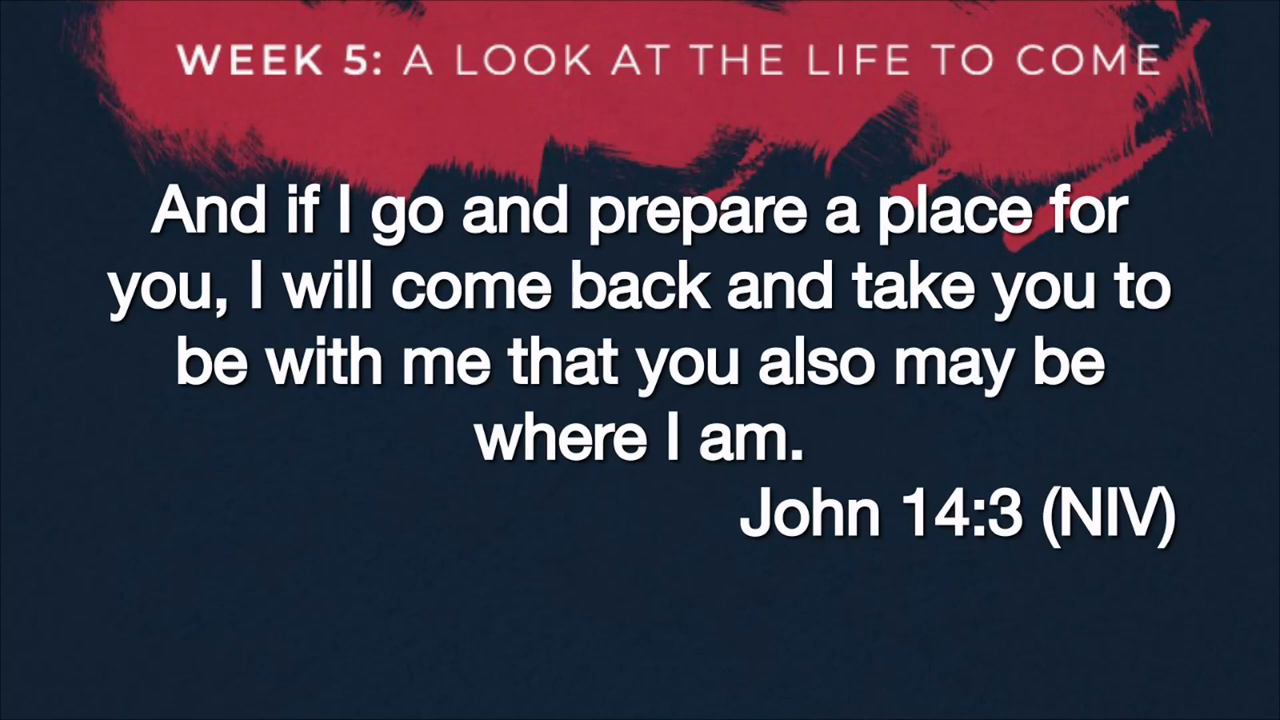 WEEK 5: A LOOK AT THE LIFE TO COME
And if I go and prepare a place for
you, I will come back and take you to
be with me that you also may be
where I am.
John 14:3 (NIV)